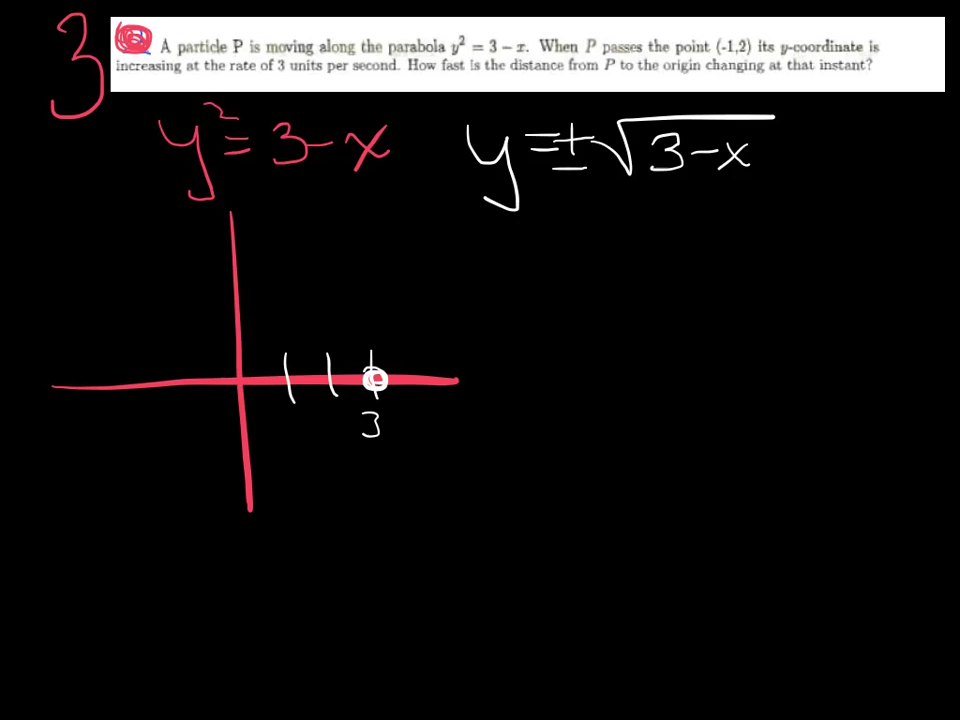 3
A particle P is moving along the parabola y² = 3 − x. When P passes the point (-1,2) its y-coordinate is
increasing at the rate of 3 units per second. How fast is the distance from P to the origin changing at that instant?
y² = 3 − x
y = ± √(3 − x)
3